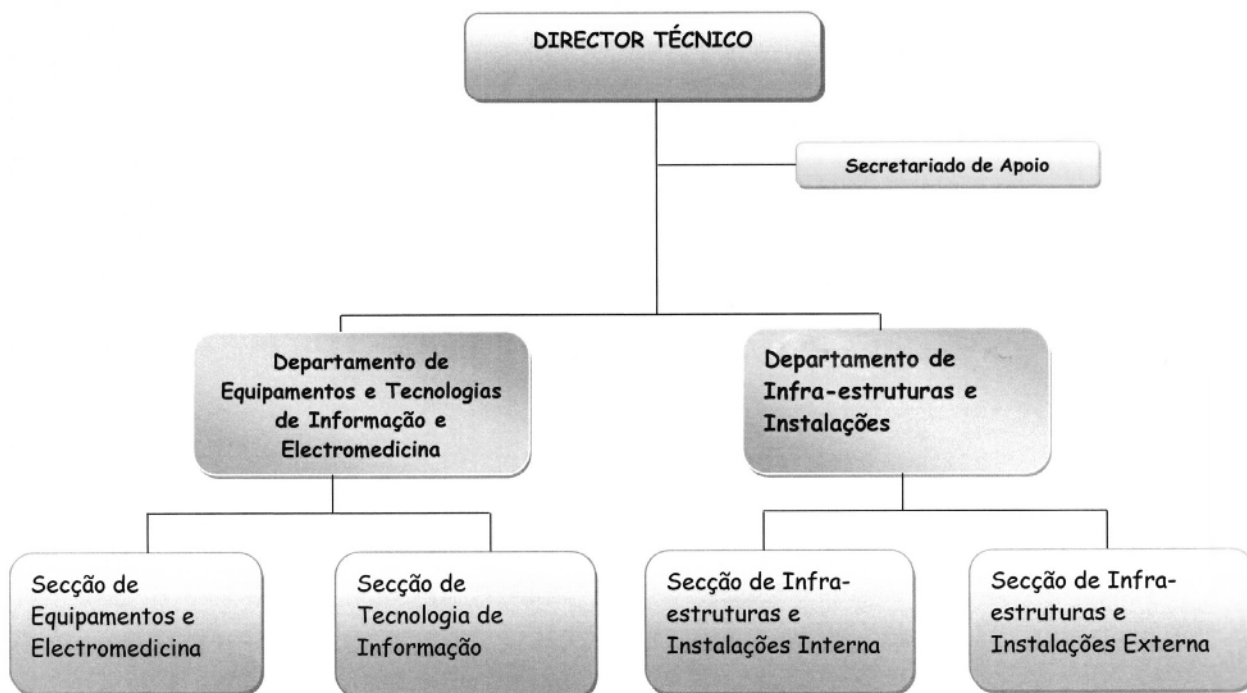 DIRECTOR TÉCNICO
Secretariado de Apoio
Departamento de
Equipamentos e Tecnologias
de Informação e
Electromedicina
Departamento de
Infra-estruturas e
Instalações
Secção de
Equipamentos e
Electromedicina
Secção de
Tecnologia de
Informação
Secção de Infra-
estruturas e
Instalações Interna
Secção de Infra-
estruturas e
Instalações Externa